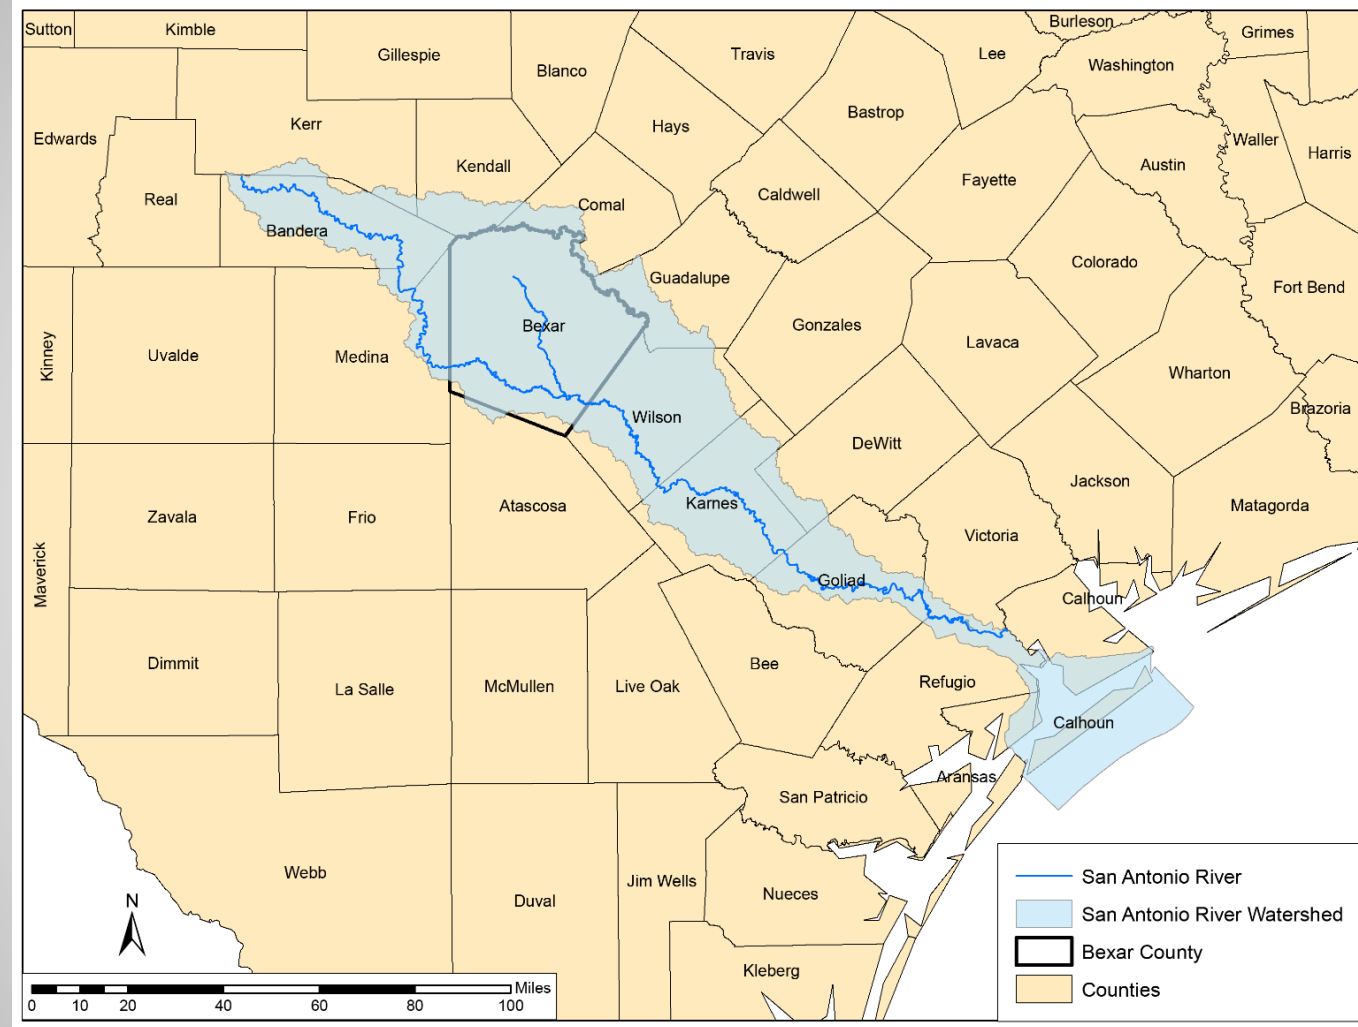 Sutton
Kimble
Gillespie
Blanco
Travis
Lee
Burleson
Washington
Grimes
Edwards
Kerr
Kendall
Hays
Bastrop
Waller
Harris
Real
Bandera
Comal
Caldwell
Fayette
Austin
Guadalupe
Colorado
Fort Bend
Kinney
Uvalde
Medina
Bexar
Gonzales
Lavaca
Wharton
Brazoria
Wilson
DeWitt
Jackson
Matagorda
Maverick
Zavala
Frio
Atascosa
Karnes
Victoria
Goliad
Calhoun
Dimmit
La Salle
McMullen
Live Oak
Bee
Refugio
Calhoun
Aransas
San Patricio
Webb
Duval
Jim Wells
Nueces
Kleberg
N
Miles
0 10 20 40 60 80 100
San Antonio River
San Antonio River Watershed
Bexar County
Counties